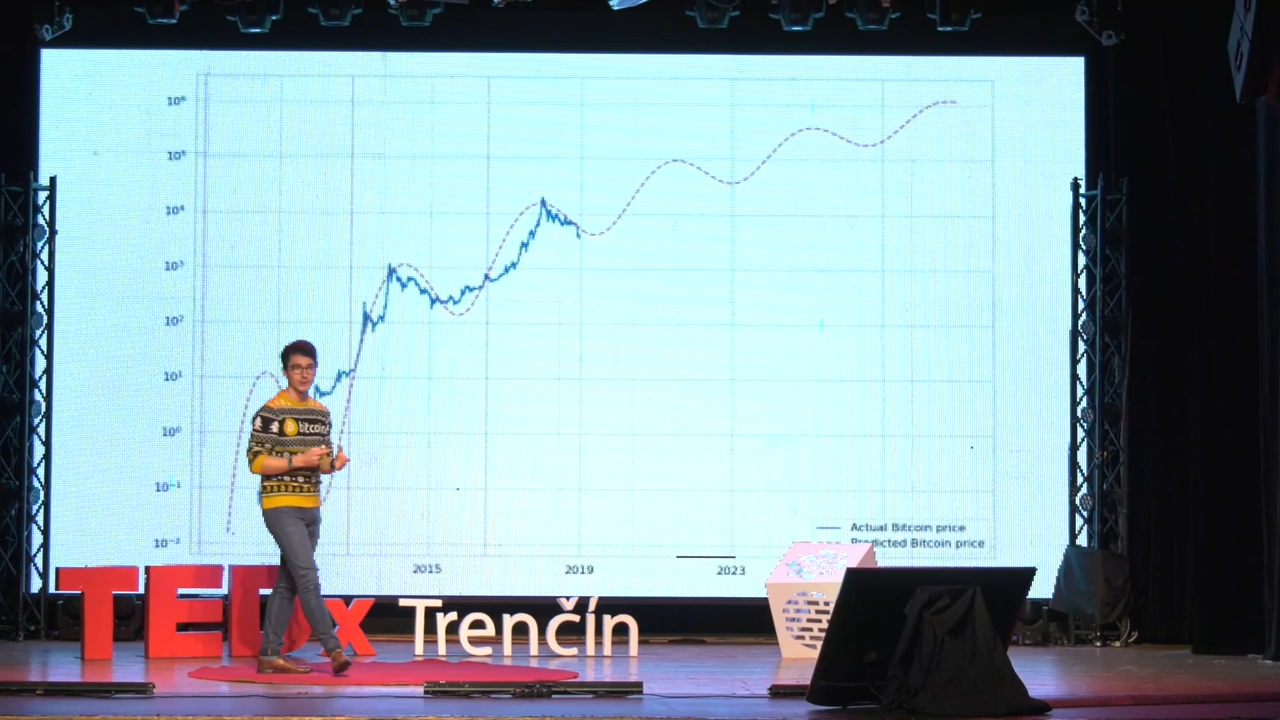 10⁶
10⁵
10⁴
10³
10²
10¹
10⁰
10⁻¹
10⁻²
2015 2019 2023
Actual Bitcoin price
Predicted Bitcoin price
bitcoin
TEDx Trenčín